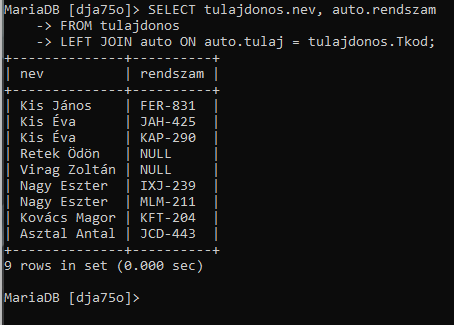 MariaDB [dja75o]> SELECT tulajdonos.nev, auto.rendszam
    -> FROM tulajdonos
    -> LEFT JOIN auto ON auto.tulaj = tulajdonos.Tkod;
+--------------+----------+
| nev          | rendszam |
+--------------+----------+
| Kis János    | FER-831  |
| Kis Éva      | JAH-425  |
| Kis Éva      | KAP-290  |
| Retek Ödön   | NULL     |
| Virag Zoltán | NULL     |
| Nagy Eszter  | IXJ-239  |
| Nagy Eszter  | MLM-211  |
| Kovács Magor | KFT-204  |
| Asztal Antal | JCD-443  |
+--------------+----------+
9 rows in set (0.000 sec)
MariaDB [dja75o]>